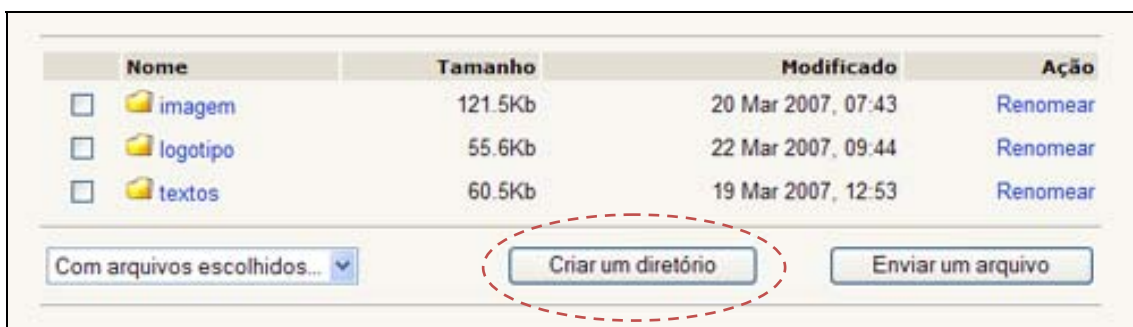 Nome Tamanho Modificado Ação
imagem 121.5Kb 20 Mar 2007, 07:43 Renomear
logotipo 55.6Kb 22 Mar 2007, 09:44 Renomear
textos 60.5Kb 19 Mar 2007, 12:53 Renomear
Com arquivos escolhidos... Criar um diretório Enviar um arquivo